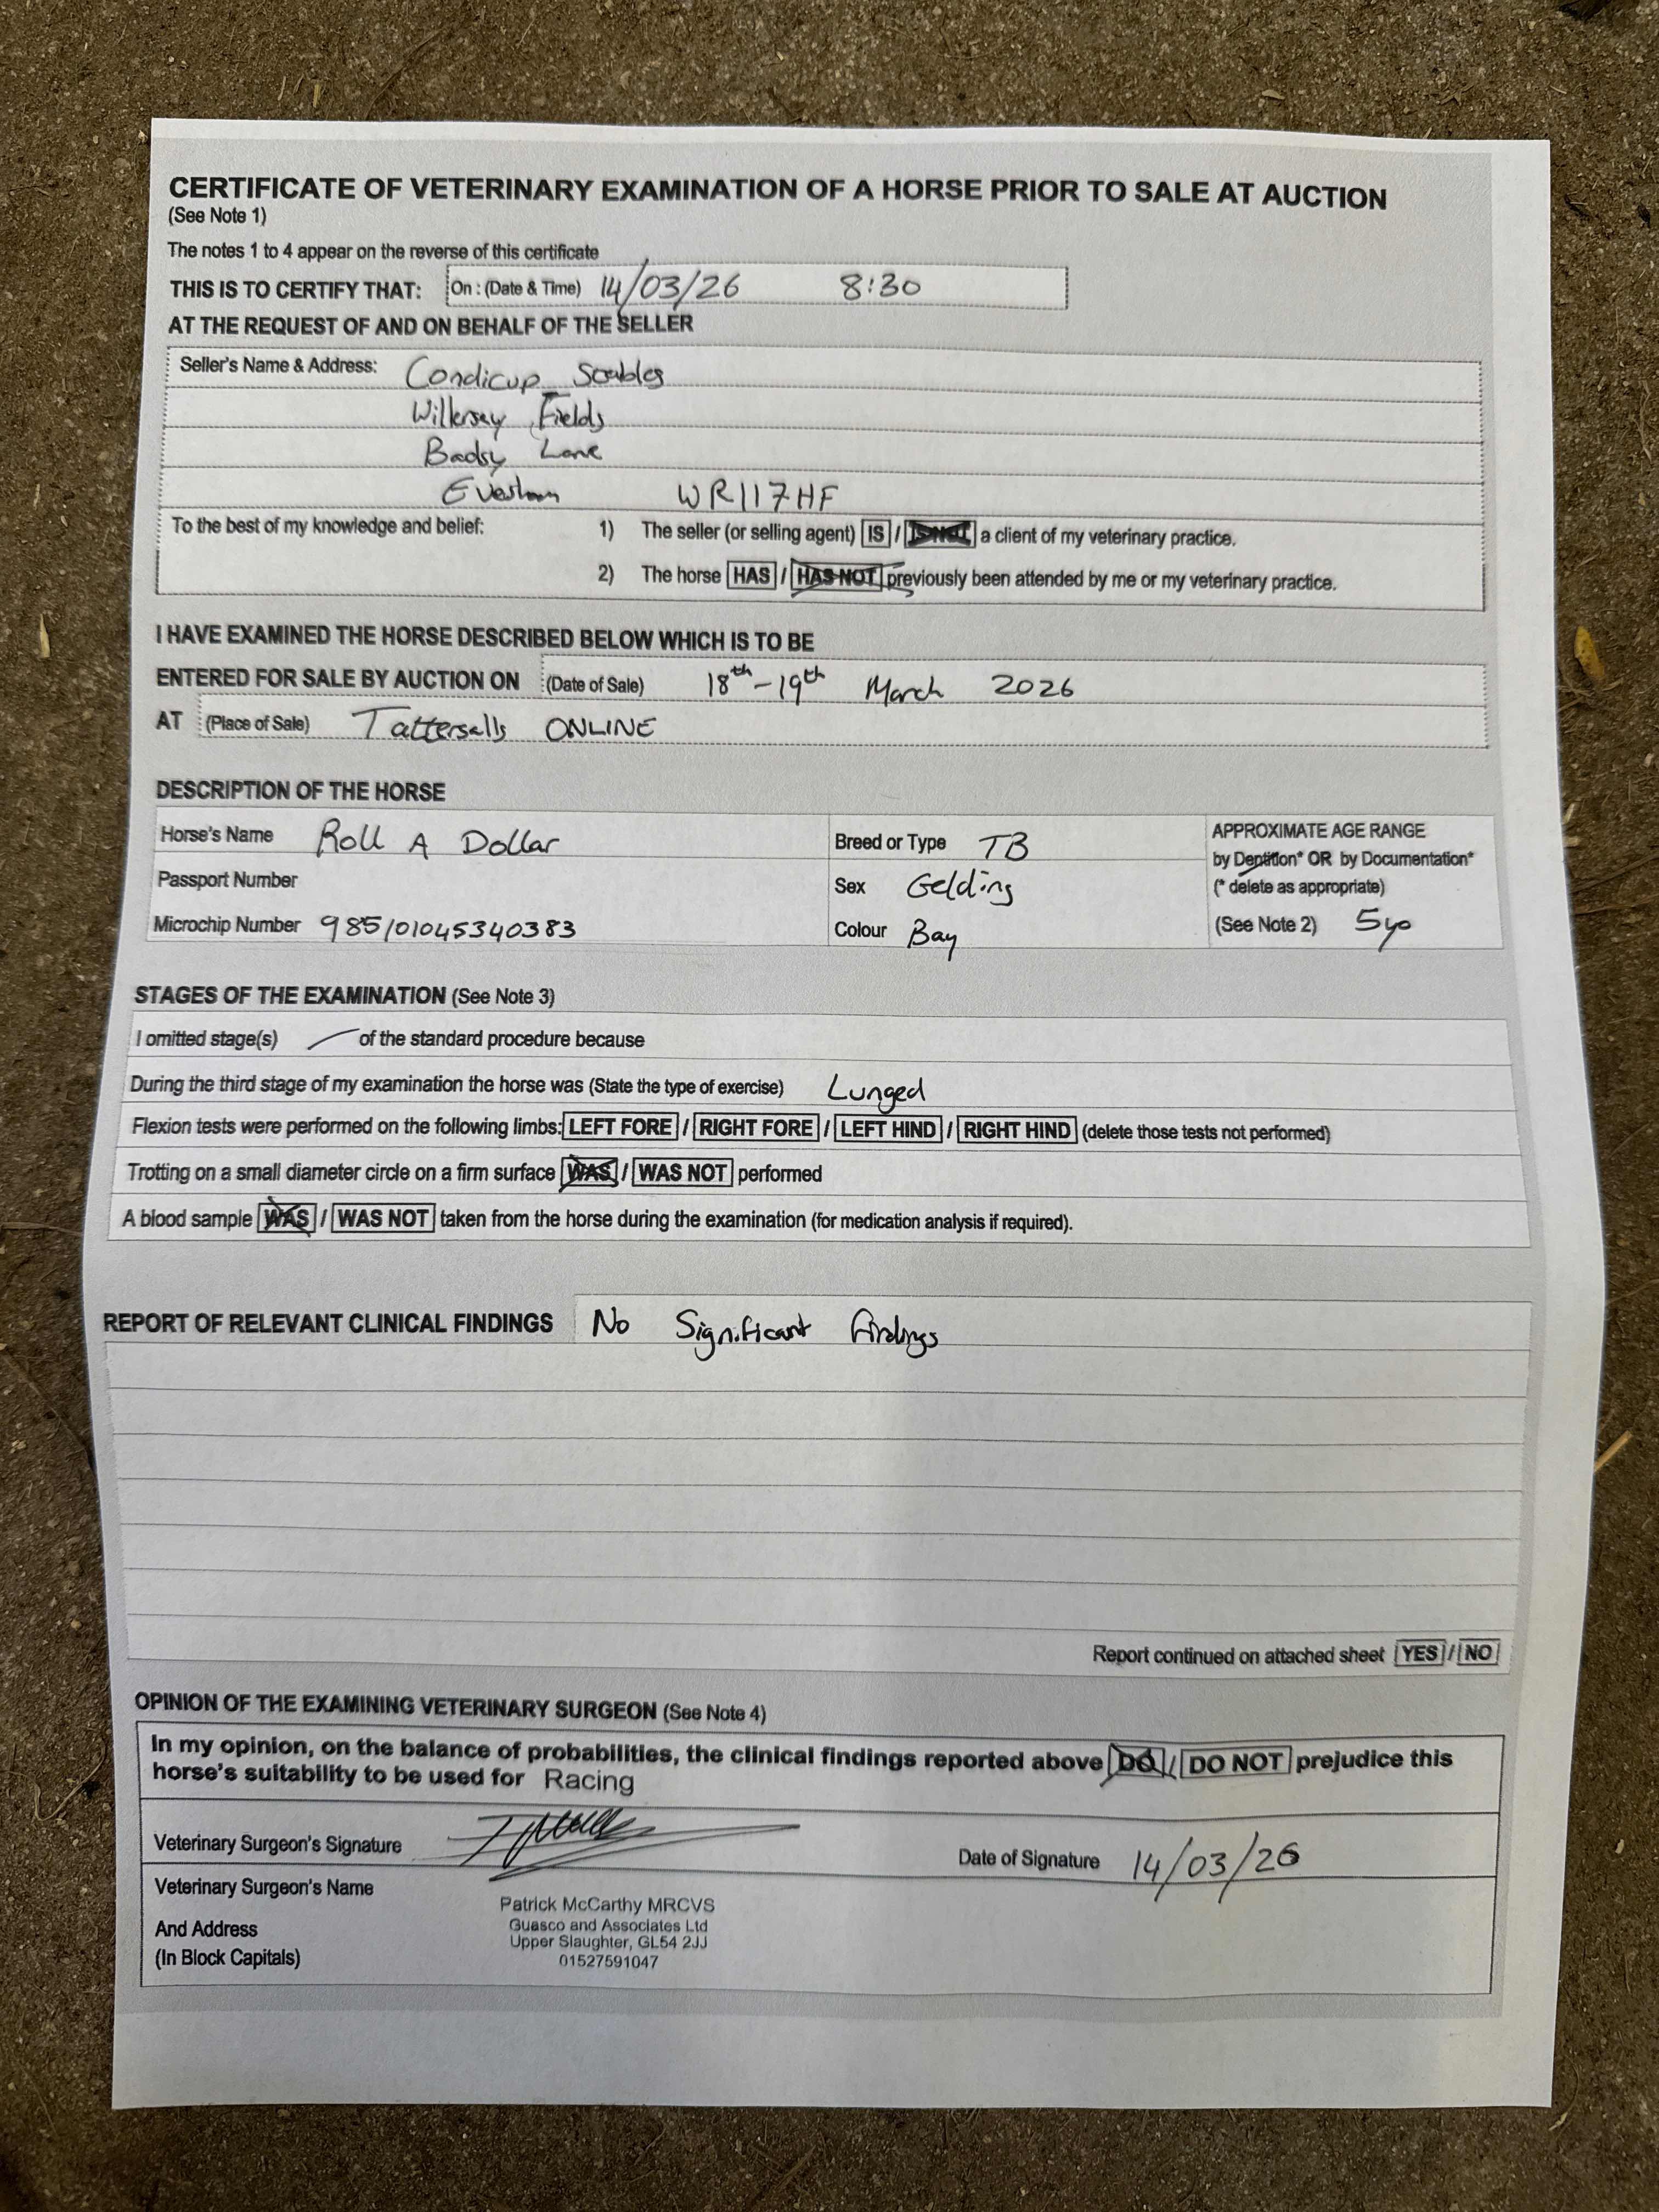 CERTIFICATE OF VETERINARY EXAMINATION OF A HORSE PRIOR TO SALE AT AUCTION
(See Note 1)
The notes 1 to 4 appear on the reverse of this certificate
THIS IS TO CERTIFY THAT: On : (Date & Time) 14/03/26 8:30
AT THE REQUEST OF AND ON BEHALF OF THE SELLER
Seller's Name & Address: Condicup Stables
Willersey Fields
Badsy Lane
Evesham WR11 7HF
To the best of my knowledge and belief: 1) The seller (or selling agent) IS / IS NOT a client of my veterinary practice.
2) The horse HAS / HAS NOT previously been attended by me or my veterinary practice.
I HAVE EXAMINED THE HORSE DESCRIBED BELOW WHICH IS TO BE
ENTERED FOR SALE BY AUCTION ON (Date of Sale) 18th-19th March 2026
AT (Place of Sale) Tattersalls ONLINE
DESCRIPTION OF THE HORSE
Horse's Name Roll A Dollar Breed or Type TB APPROXIMATE AGE RANGE
by Dentition* OR by Documentation*
Passport Number Sex Gelding (* delete as appropriate)
Microchip Number 985101045340383 Colour Bay (See Note 2) 5yo
STAGES OF THE EXAMINATION (See Note 3)
I omitted stage(s) — of the standard procedure because
During the third stage of my examination the horse was (State the type of exercise) Lunged
Flexion tests were performed on the following limbs: LEFT FORE / RIGHT FORE / LEFT HIND / RIGHT HIND (delete those tests not performed)
Trotting on a small diameter circle on a firm surface WAS / WAS NOT performed
A blood sample WAS / WAS NOT taken from the horse during the examination (for medication analysis if required).
REPORT OF RELEVANT CLINICAL FINDINGS No Significant findings
Report continued on attached sheet YES / NO
OPINION OF THE EXAMINING VETERINARY SURGEON (See Note 4)
In my opinion, on the balance of probabilities, the clinical findings reported above DO / DO NOT prejudice this
horse's suitability to be used for Racing
Veterinary Surgeon's Signature Date of Signature 14/03/26
Veterinary Surgeon's Name
And Address
(In Block Capitals)
Patrick McCarthy MRCVS
Guasco and Associates Ltd
Upper Slaughter, GL54 2JJ
01527591047